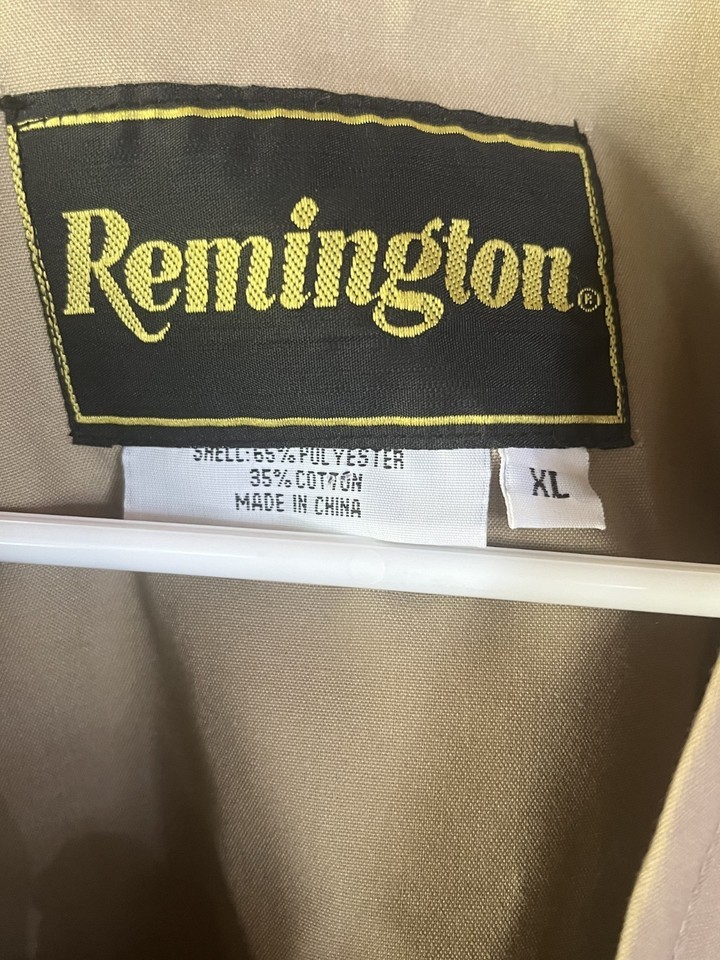 Remington®
SHELL: 65% POLYESTER
35% COTTON
MADE IN CHINA
XL